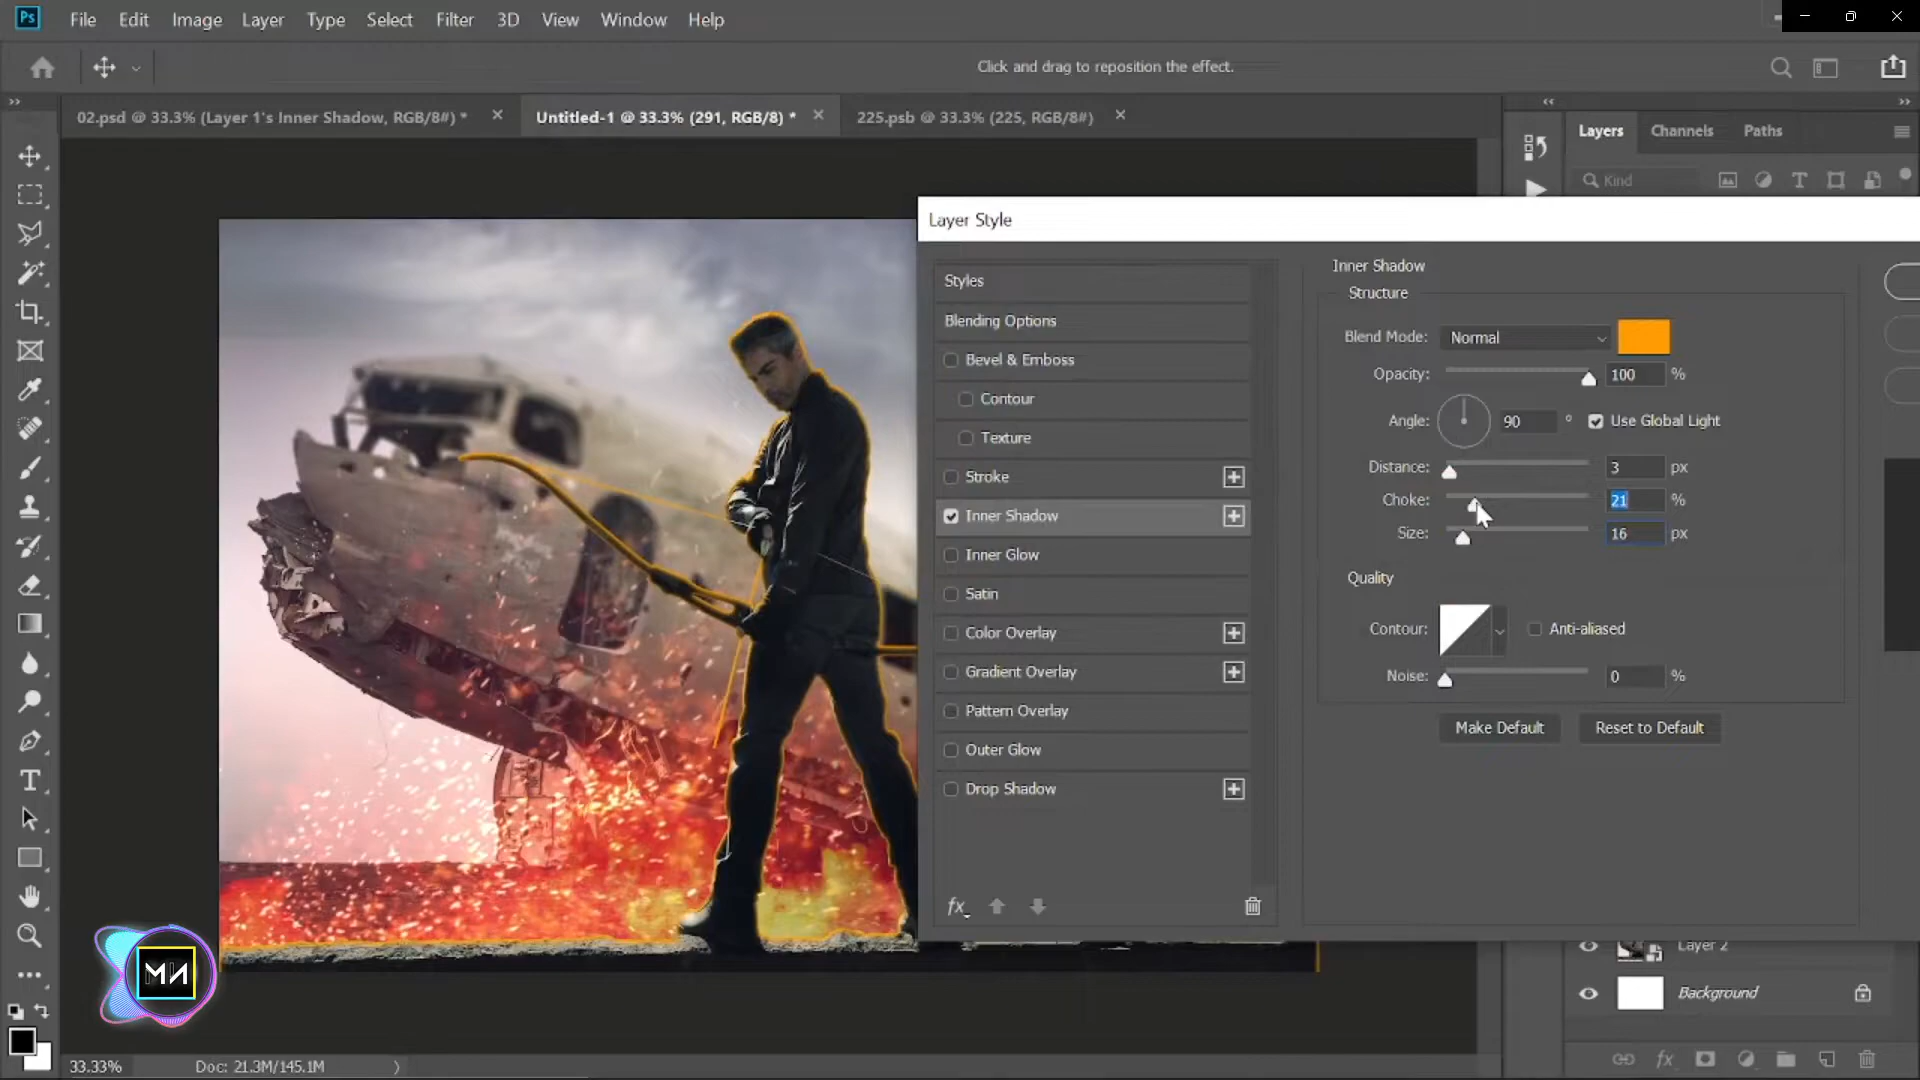 Ps File Edit Image Layer Type Select Filter 3D View Window Help
Click and drag to reposition the effect.
02.psd @ 33.3% (Layer 1's Inner Shadow, RGB/8#) *
Untitled-1 @ 33.3% (291, RGB/8) *
225.psb @ 33.3% (225, RGB/8#)
Layers Channels Paths
Kind
Layer Style
Styles
Blending Options
Bevel & Emboss
Contour
Texture
Stroke
Inner Shadow
Inner Glow
Satin
Color Overlay
Gradient Overlay
Pattern Overlay
Outer Glow
Drop Shadow
fx
Inner Shadow
Structure
Blend Mode: Normal
Opacity: 100 %
Angle: 90 ° Use Global Light
Distance: 3 px
Choke: 21 %
Size: 16 px
Quality
Contour: Anti-aliased
Noise: 0 %
Make Default Reset to Default
Layer 2
Background
fx
33.33% Doc: 21.3M/145.1M